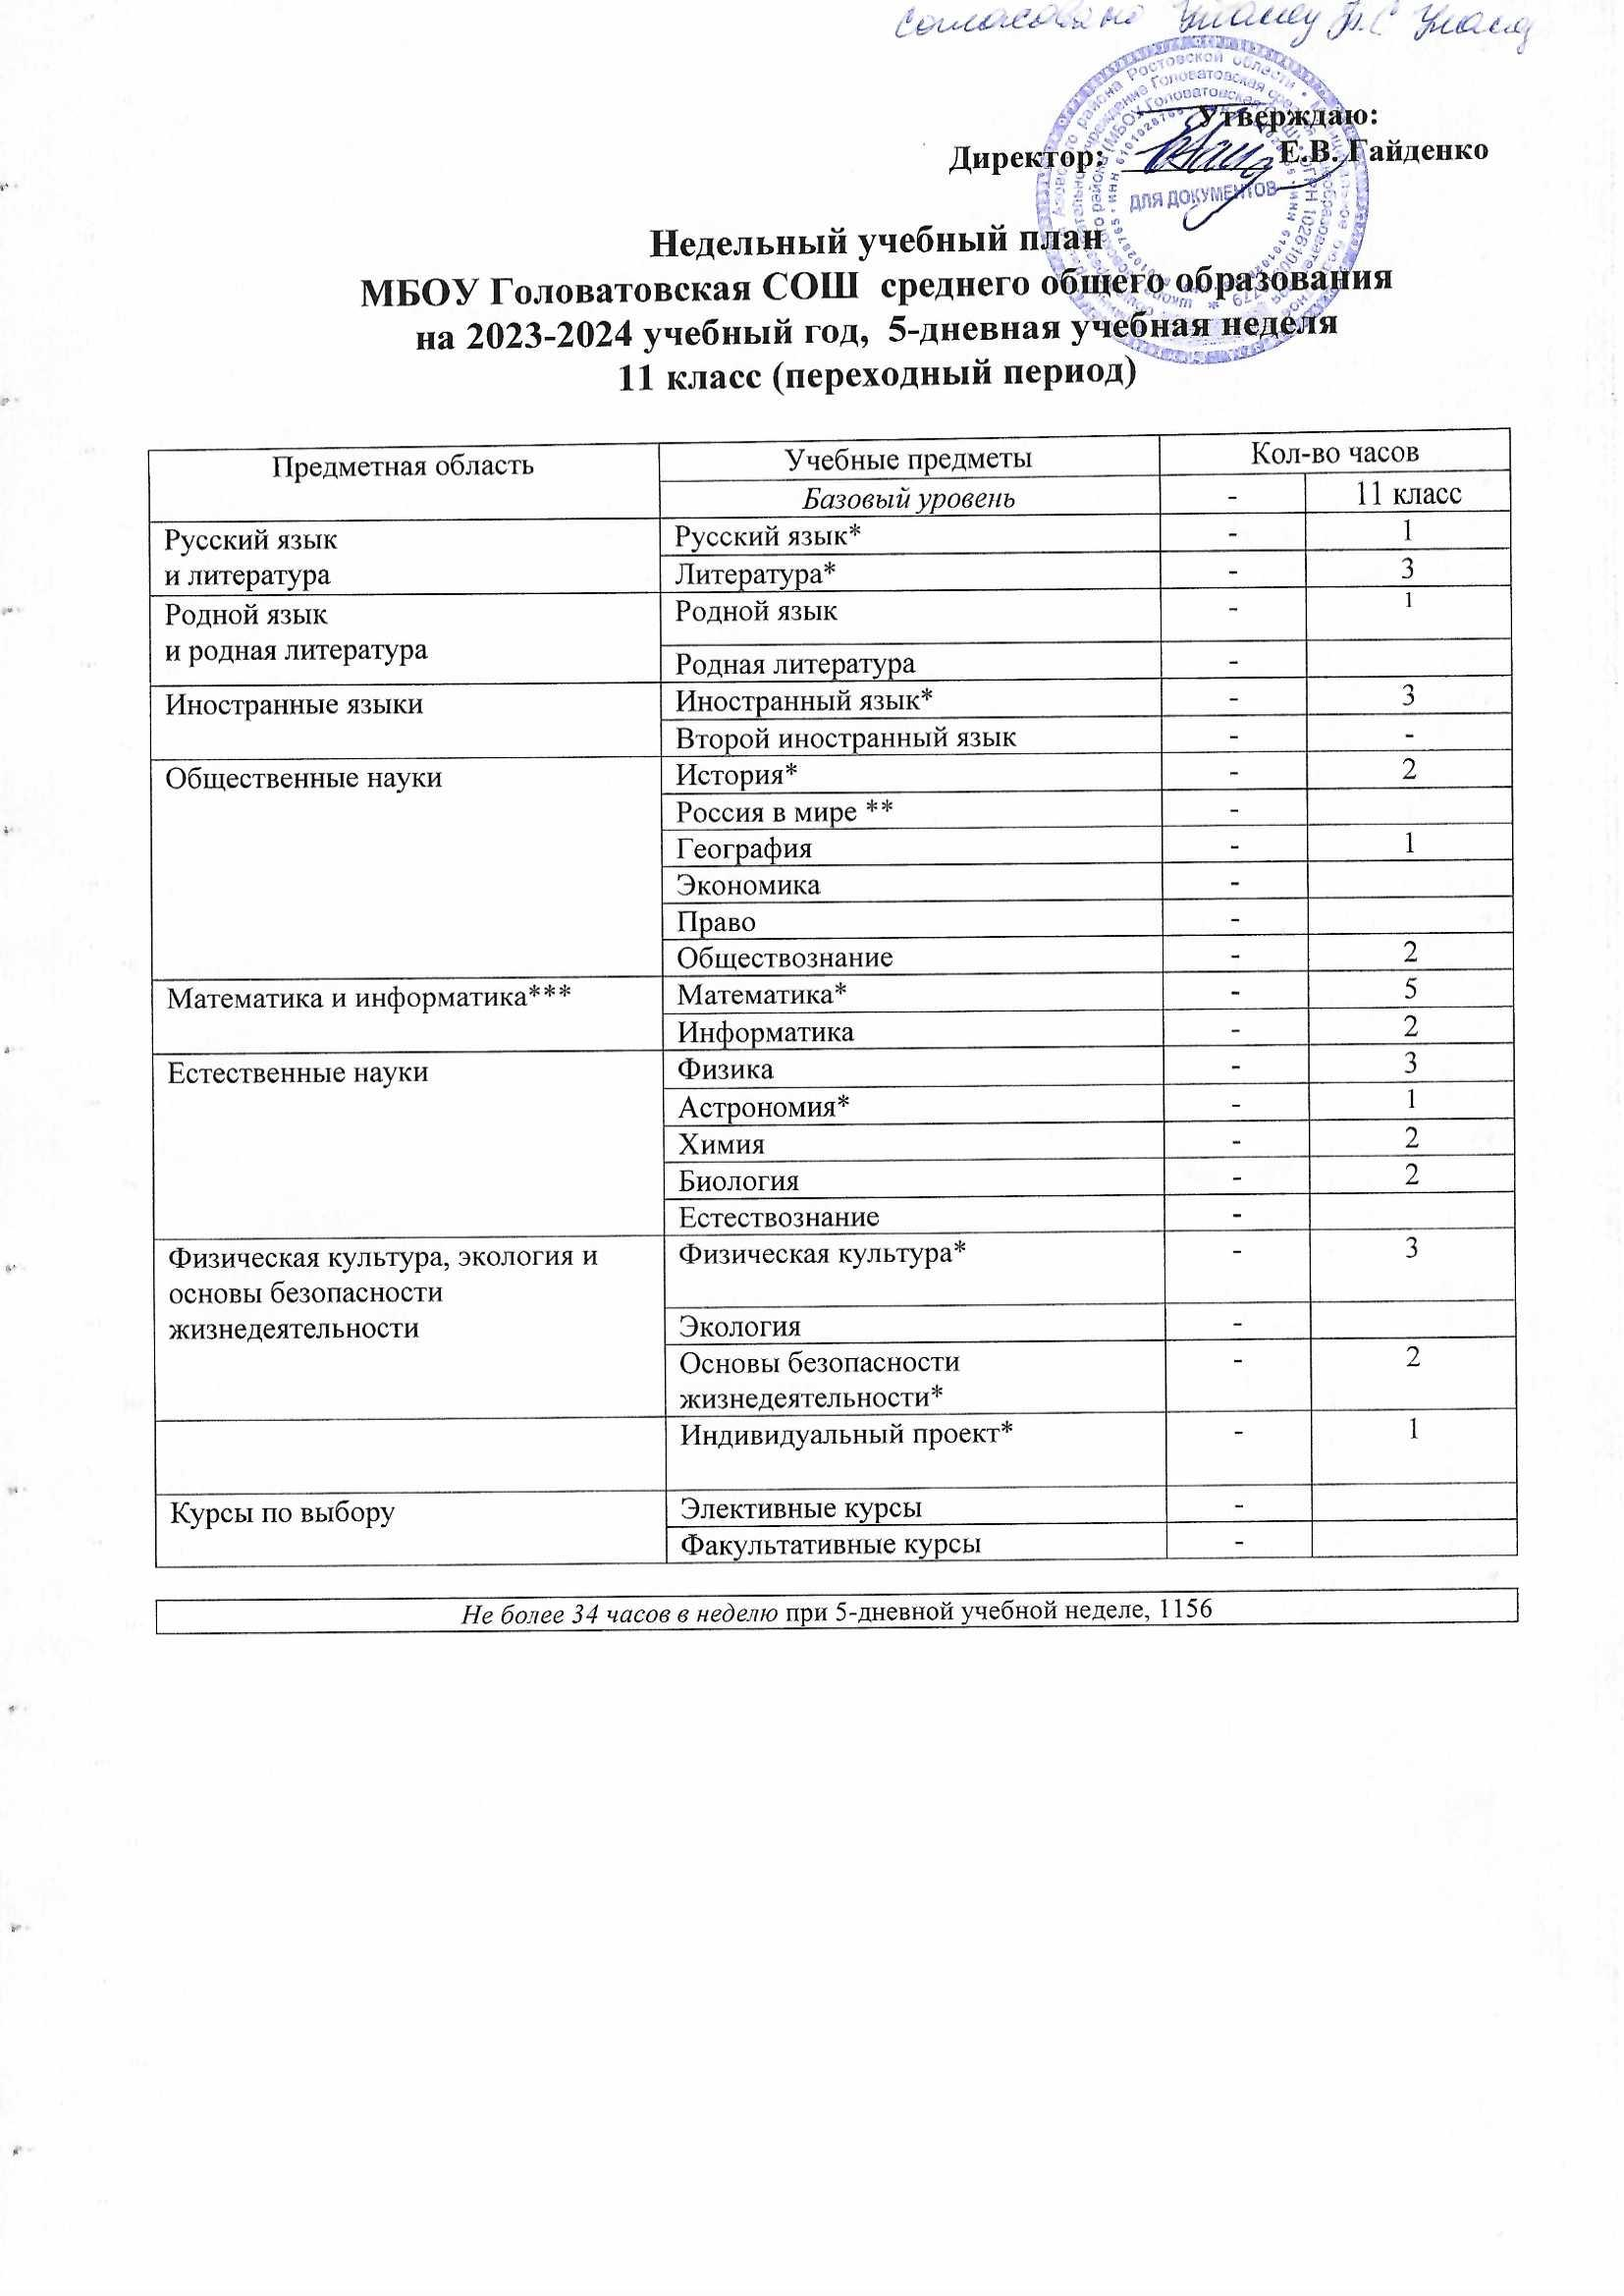 согласовано
Утверждаю:
Директор: ________ Е.В. Гайденко
ДЛЯ ДОКУМЕНТОВ
Недельный учебный план
МБОУ Головатовская СОШ среднего общего образования
на 2023-2024 учебный год, 5-дневная учебная неделя
11 класс (переходный период)
Предметная область Учебные предметы Кол-во часов
Базовый уровень - 11 класс
Русский язык
и литература
Русский язык* - 1
Литература* - 3
Родной язык
и родная литература
Родной язык - 1
Родная литература -
Иностранные языки Иностранный язык* - 3
Второй иностранный язык - -
Общественные науки История* - 2
Россия в мире ** -
География - 1
Экономика -
Право -
Обществознание - 2
Математика и информатика*** Математика* - 5
Информатика - 2
Естественные науки Физика - 3
Астрономия* - 1
Химия - 2
Биология - 2
Естествознание -
Физическая культура, экология и
основы безопасности
жизнедеятельности
Физическая культура* - 3
Экология -
Основы безопасности
жизнедеятельности* - 2
Индивидуальный проект* - 1
Курсы по выбору Элективные курсы -
Факультативные курсы -
Не более 34 часов в неделю при 5-дневной учебной неделе, 1156